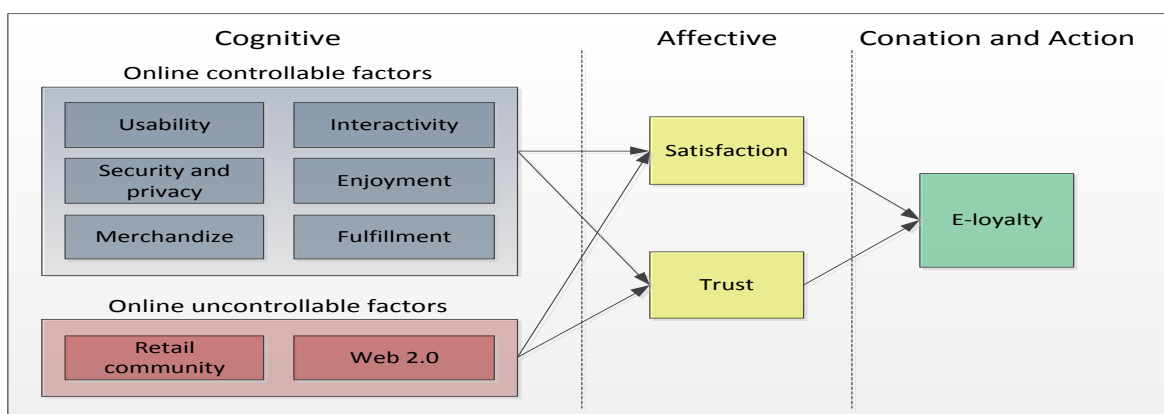 Cognitive
Affective
Conation and Action
Online controllable factors
Usability
Interactivity
Security and
privacy
Enjoyment
Merchandize
Fulfillment
Satisfaction
Trust
E-loyalty
Online uncontrollable factors
Retail
community
Web 2.0